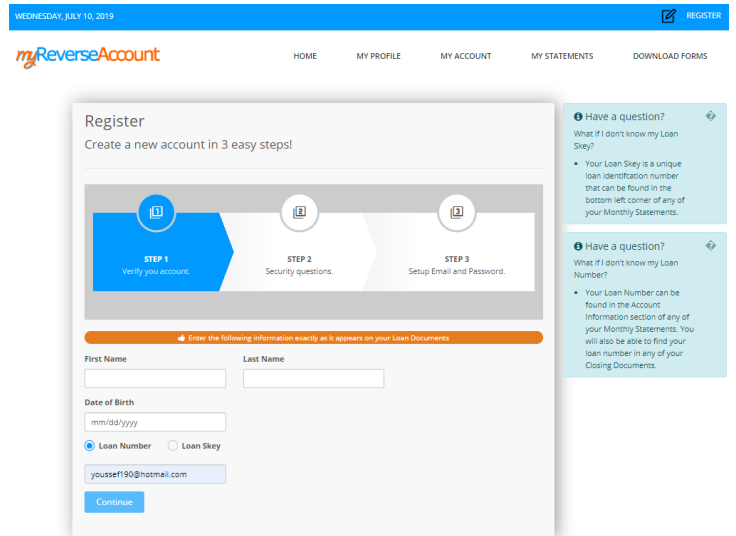 WEDNESDAY, JULY 10, 2019
REGISTER
myReverseAccount
HOME MY PROFILE MY ACCOUNT MY STATEMENTS DOWNLOAD FORMS
Register
Create a new account in 3 easy steps!
1 2 3
STEP 1 STEP 2 STEP 3
Verify you account. Security questions. Setup Email and Password.
Enter the following information exactly as it appears on your Loan Documents
First Name Last Name
Date of Birth
mm/dd/yyyy
Loan Number Loan Skey
youssef190@hotmail.com
Continue
Have a question?
What if I don't know my Loan
Skey?
• Your Loan Skey is a unique
loan Identifcation number
that can be found in the
bottom left corner of any of
your Monthly Statements.
Have a question?
What if I don't know my Loan
Number?
• Your Loan Number can be
found in the Account
Information section of any of
your Monthly Statements. You
will also be able to find your
loan number in any of your
Closing Documents.